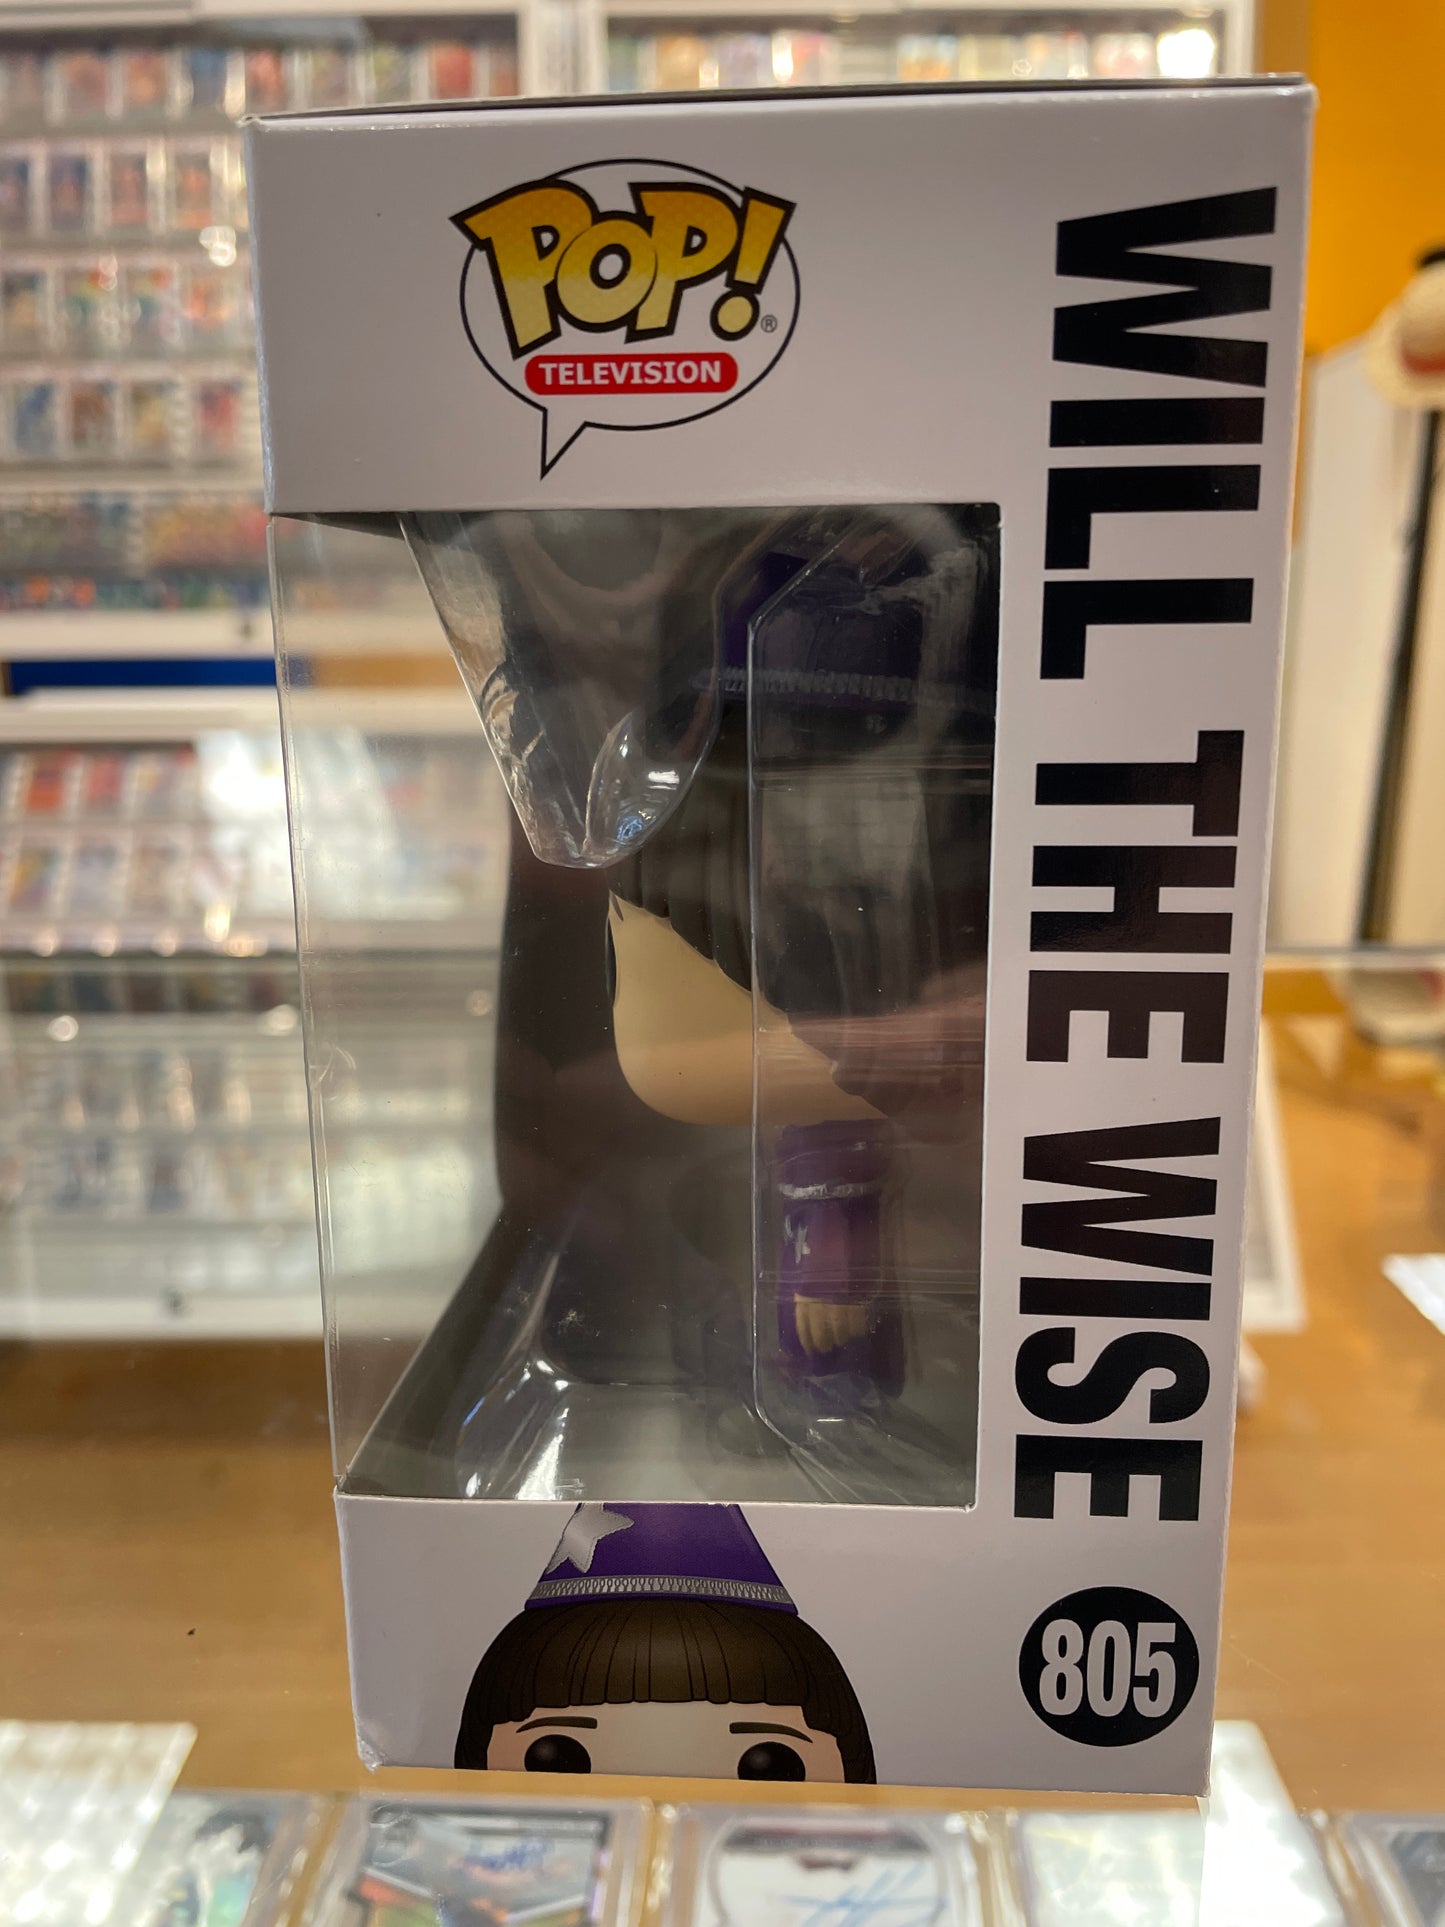 POP!
®
TELEVISION
WILL THE WISE
805